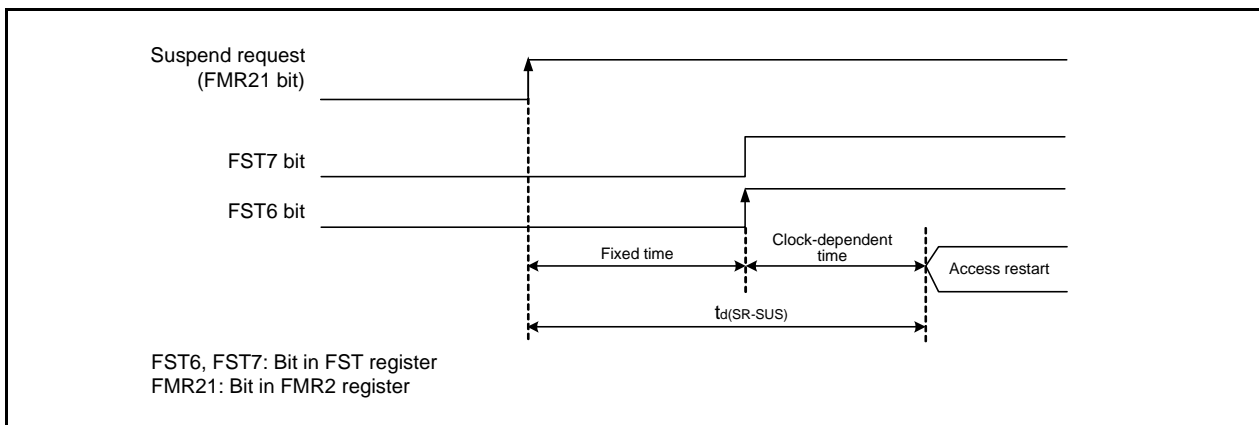 Suspend request
(FMR21 bit)
FST7 bit
FST6 bit
Fixed time
Clock-dependent
time
Access restart
td(SR-SUS)
FST6, FST7: Bit in FST register
FMR21: Bit in FMR2 register